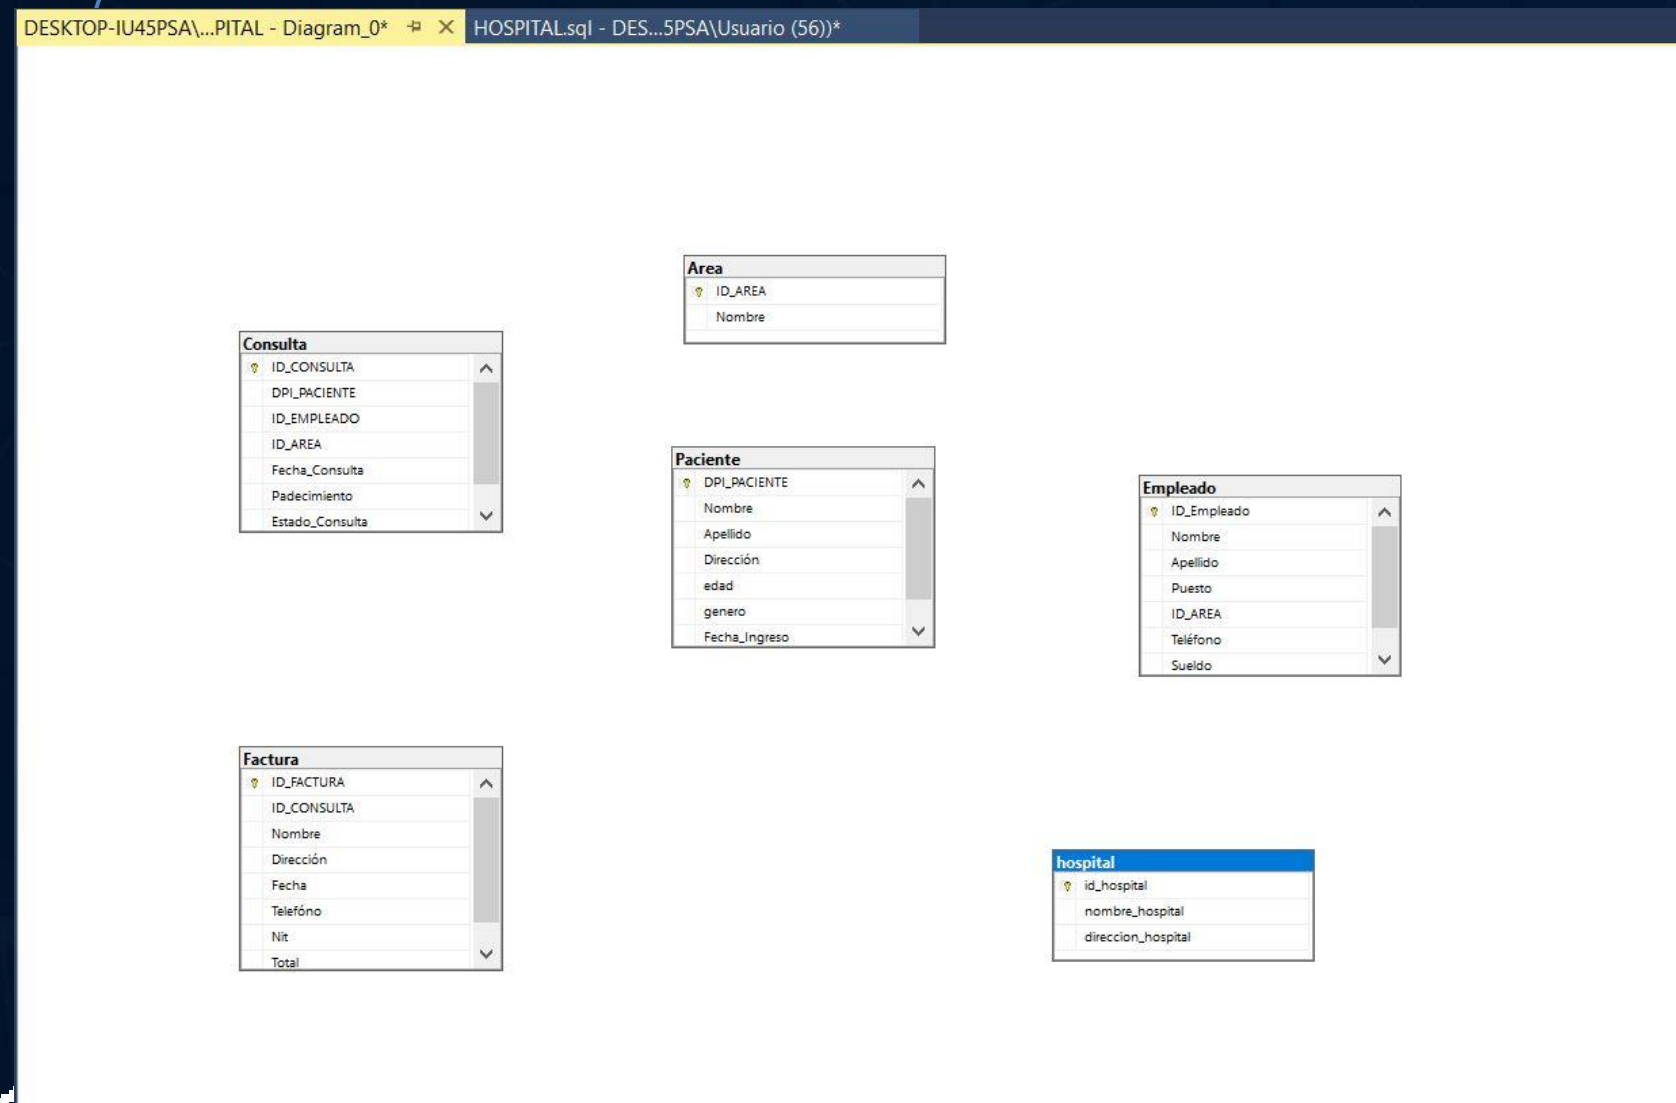 DESKTOP-IU45PSA\...PITAL - Diagram_0*
HOSPITAL.sql - DES...5PSA\Usuario (56))*
Area
ID_AREA
Nombre
Consulta
ID_CONSULTA
DPI_PACIENTE
ID_EMPLEADO
ID_AREA
Fecha_Consulta
Padecimiento
Estado_Consulta
Paciente
DPI_PACIENTE
Nombre
Apellido
Dirección
edad
genero
Fecha_Ingreso
Empleado
ID_Empleado
Nombre
Apellido
Puesto
ID_AREA
Teléfono
Sueldo
Factura
ID_FACTURA
ID_CONSULTA
Nombre
Dirección
Fecha
Telefóno
Nit
Total
hospital
id_hospital
nombre_hospital
direccion_hospital